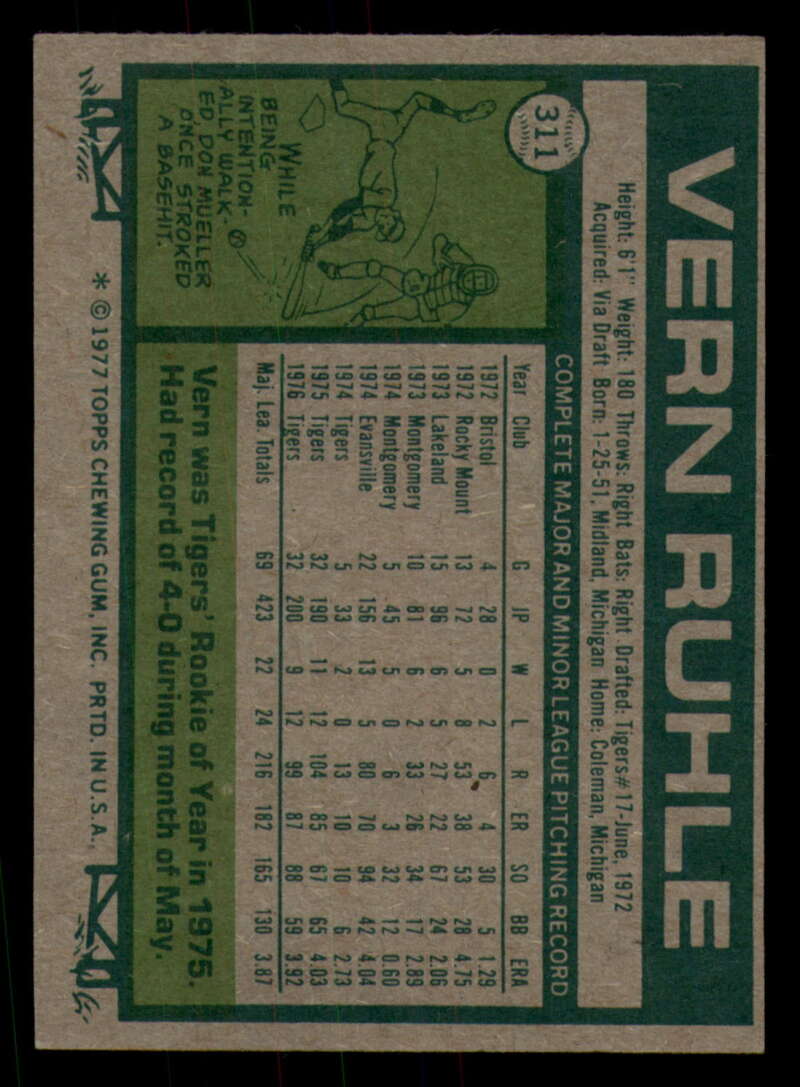 311
VERN RUHLE
Height: 6'1" Weight: 180 Throws: Right Bats: Right Drafted: Tigers #17-June, 1972
Acquired: Via Draft Born: 1-25-51, Midland, Michigan Home: Coleman, Michigan
COMPLETE MAJOR AND MINOR LEAGUE PITCHING RECORD
Year Club G IP W L R ER SO BB ERA
1972 Bristol 4 28 0 2 6 4 30 5 1.29
1972 Rocky Mount 13 72 5 8 53 38 53 28 4.75
1973 Lakeland 15 96 6 5 27 22 67 24 2.06
1973 Montgomery 10 81 6 2 33 26 34 17 2.89
1974 Montgomery 5 45 5 0 6 3 32 12 0.60
1974 Evansville 22 156 13 5 80 70 94 42 4.04
1974 Tigers 5 33 2 0 13 10 10 6 2.73
1975 Tigers 32 190 11 12 104 85 67 65 4.03
1976 Tigers 32 200 9 12 99 87 88 59 3.92
Maj. Lea. Totals 69 423 22 24 216 182 165 130 3.87
WHILE
BEING
INTENTION-
ALLY WALK-
ED DON MUELLER
ONCE STROKED
A BASEHIT.
Vern was Tigers' Rookie of Year in 1975.
Had record of 4-0 during month of May.
* © 1977 TOPPS CHEWING GUM, INC. PRTD. IN U.S.A.